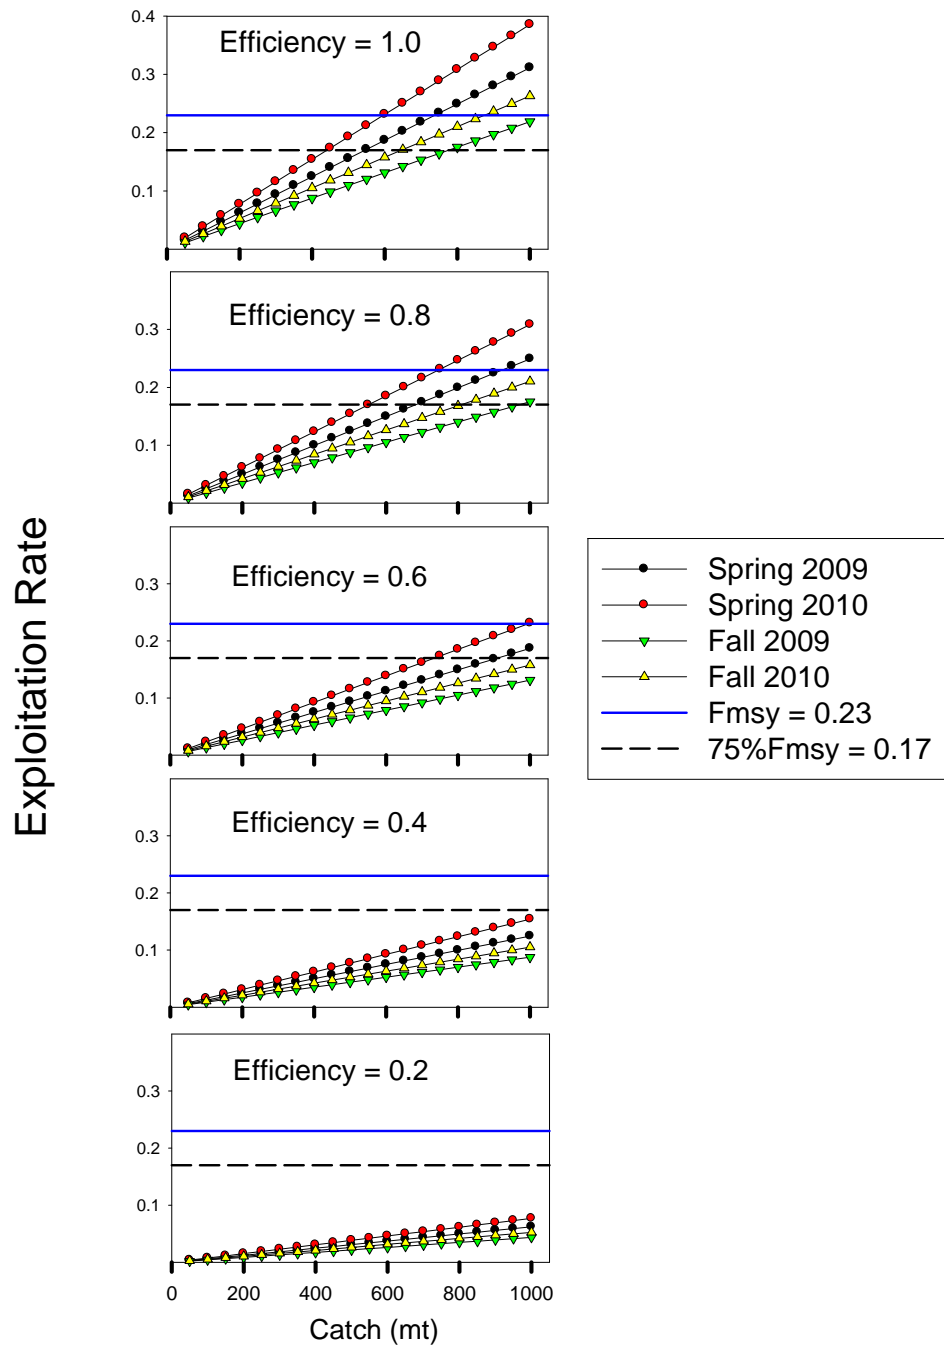 Efficiency = 1.0
0.4
0.3
0.2
0.1
Efficiency = 0.8
0.3
0.2
0.1
Efficiency = 0.6
0.3
0.2
0.1
Efficiency = 0.4
0.3
0.2
0.1
Efficiency = 0.2
0.3
0.2
0.1
0 200 400 600 800 1000
Catch (mt)
Exploitation Rate
Spring 2009
Spring 2010
Fall 2009
Fall 2010
Fmsy = 0.23
75%Fmsy = 0.17